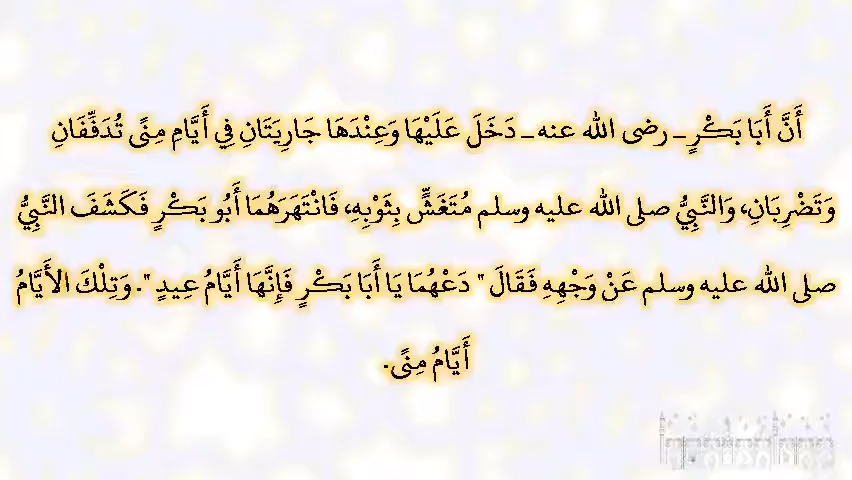 أَنَّ أَبَا بَكْرٍ ـ رضى الله عنه ـ دَخَلَ عَلَيْهَا وَعِنْدَهَا جَارِيَتَانِ فِي أَيَّامِ مِنًى تُدَفِّفَانِ
وَتَضْرِبَانِ، وَالنَّبِيُّ صلى الله عليه وسلم مُتَغَشٍّ بِثَوْبِهِ، فَانْتَهَرَهُمَا أَبُو بَكْرٍ فَكَشَفَ النَّبِيُّ
صلى الله عليه وسلم عَنْ وَجْهِهِ فَقَالَ " دَعْهُمَا يَا أَبَا بَكْرٍ فَإِنَّهَا أَيَّامُ عِيدٍ ". وَتِلْكَ الأَيَّامُ
أَيَّامُ مِنًى.